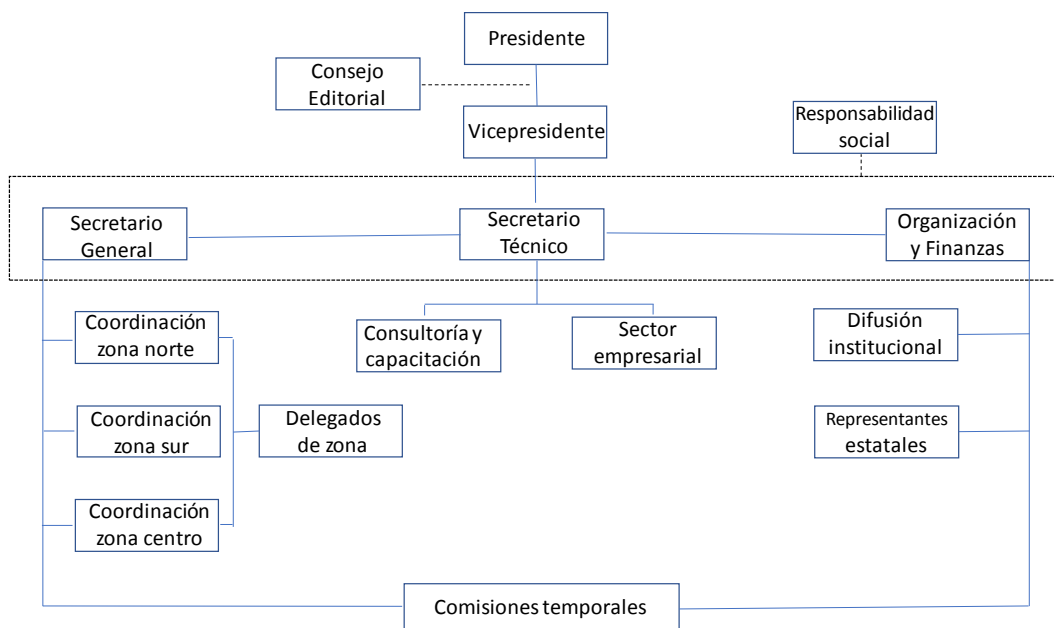 Presidente
Consejo
Editorial
Vicepresidente
Responsabilidad
social
Secretario
General
Secretario
Técnico
Organización
y Finanzas
Coordinación
zona norte
Consultoría y
capacitación
Sector
empresarial
Difusión
institucional
Coordinación
zona sur
Delegados
de zona
Representantes
estatales
Coordinación
zona centro
Comisiones temporales